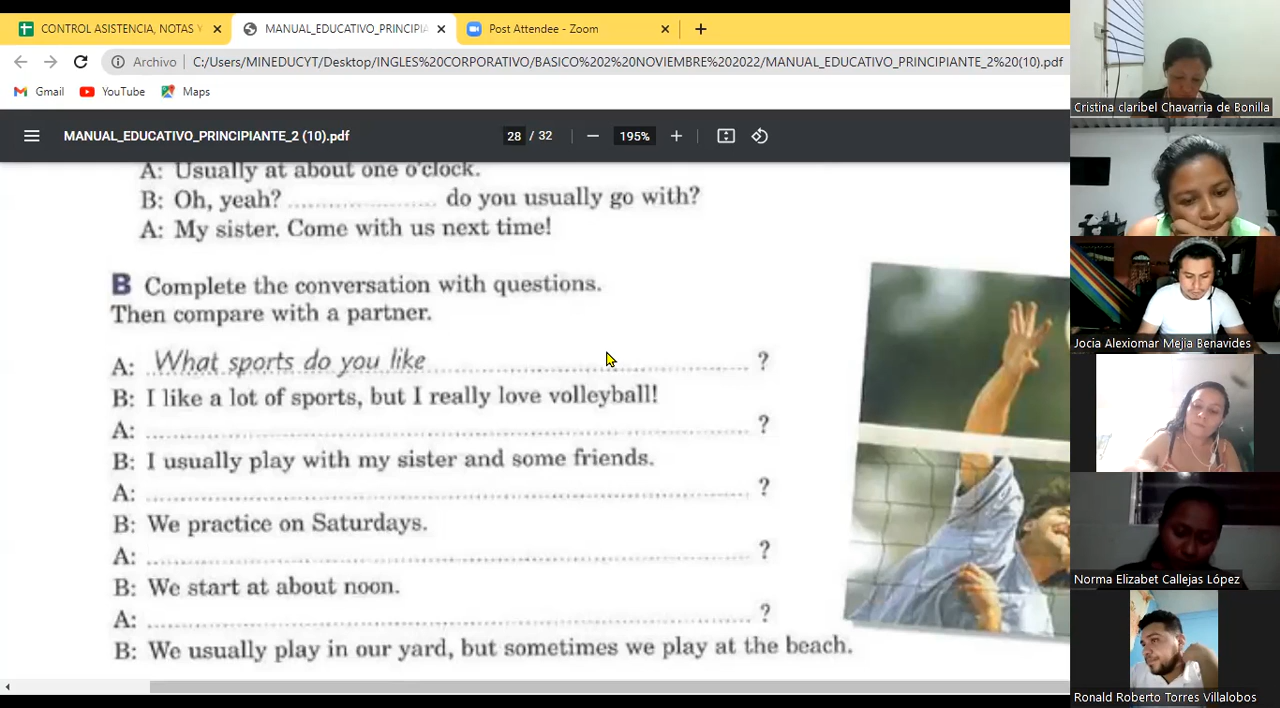 CONTROL ASISTENCIA, NOTAS Y
MANUAL_EDUCATIVO_PRINCIPIA
Post Attendee - Zoom
Archivo
C:/Users/MINEDUCYT/Desktop/INGLES%20CORPORATIVO/BASICO%202%20NOVIEMBRE%202022/MANUAL_EDUCATIVO_PRINCIPIANTE_2%20(10).pdf
Gmail
YouTube
Maps
MANUAL_EDUCATIVO_PRINCIPIANTE_2 (10).pdf
28 / 32
195%
A: Usually at about one o'clock.
B: Oh, yeah? .................. do you usually go with?
A: My sister. Come with us next time!
B Complete the conversation with questions.
Then compare with a partner.
A: What sports do you like ?
B: I like a lot of sports, but I really love volleyball!
A: ?
B: I usually play with my sister and some friends.
A: ?
B: We practice on Saturdays.
A: ?
B: We start at about noon.
A: ?
B: We usually play in our yard, but sometimes we play at the beach.
Cristina claribel Chavarria de Bonilla
Jocia Alexiomar Mejia Benavides
Norma Elizabet Callejas López
Ronald Roberto Torres Villalobos